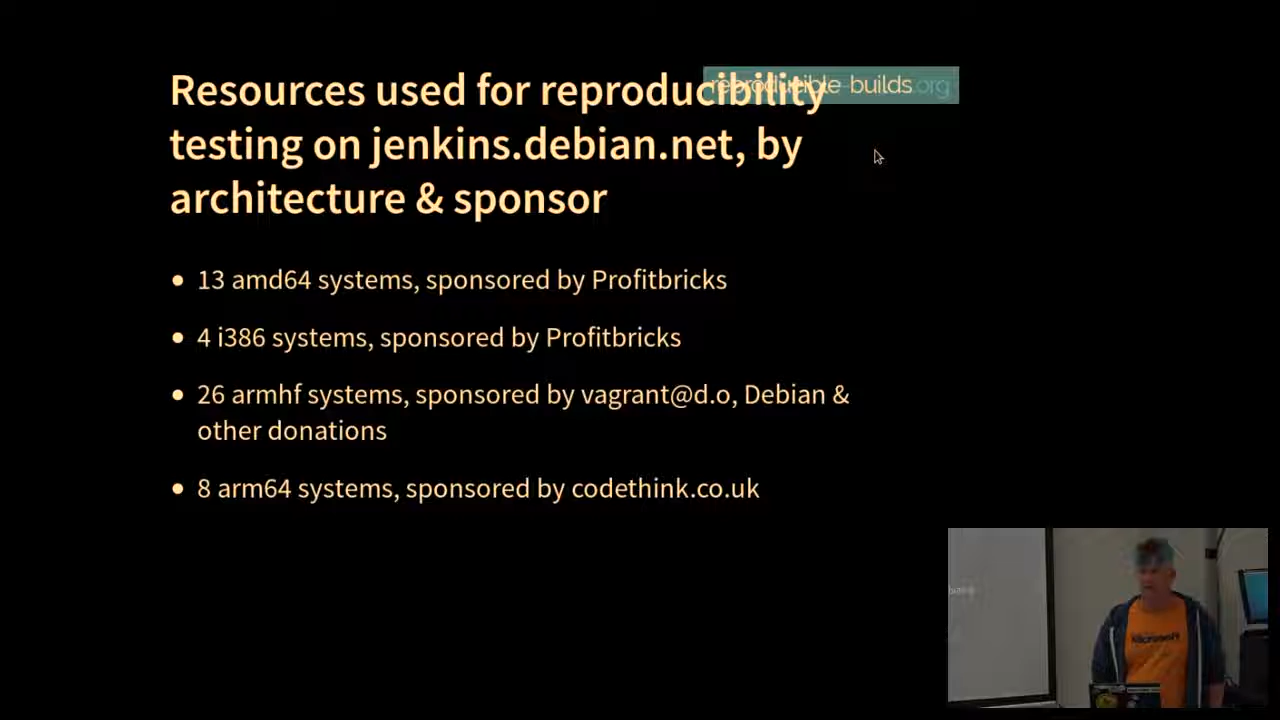 Resources used for reproducibility
reproducible-builds.org
testing on jenkins.debian.net, by
architecture & sponsor
13 amd64 systems, sponsored by Profitbricks
4 i386 systems, sponsored by Profitbricks
26 armhf systems, sponsored by vagrant@d.o, Debian &
other donations
8 arm64 systems, sponsored by codethink.co.uk
Microsoft